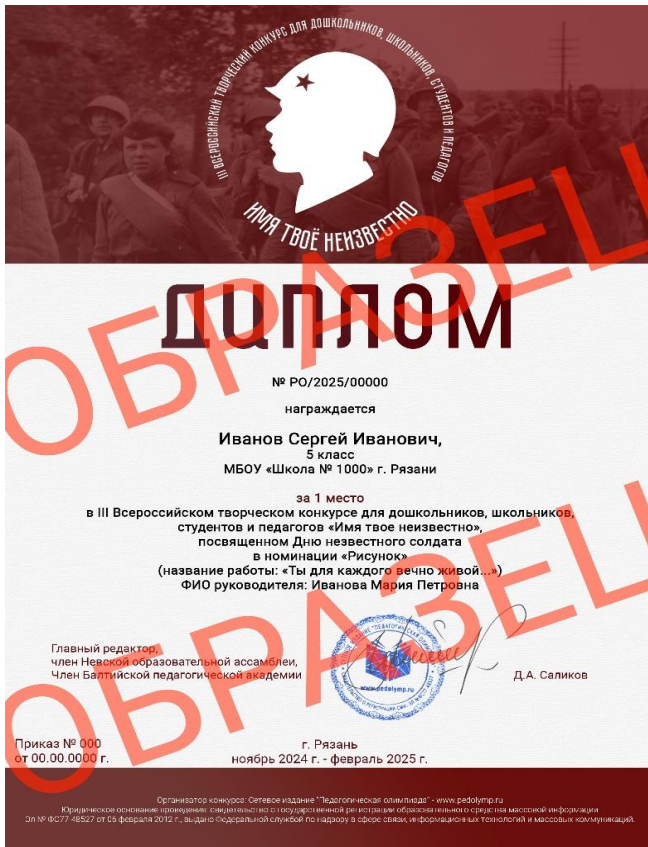 III ВСЕРОССИЙСКИЙ ТВОРЧЕСКИЙ КОНКУРС ДЛЯ ДОШКОЛЬНИКОВ, ШКОЛЬНИКОВ, СТУДЕНТОВ И ПЕДАГОГОВ
ИМЯ ТВОЁ НЕИЗВЕСТНО
ОБРАЗЕЦ
ДИПЛОМ
№ РО/2025/00000
награждается
Иванов Сергей Иванович,
5 класс
МБОУ «Школа № 1000» г. Рязани
за 1 место
в III Всероссийском творческом конкурсе для дошкольников, школьников,
студентов и педагогов «Имя твое неизвестно»,
посвященном Дню незвестного солдата
в номинации «Рисунок»
(название работы: «Ты для каждого вечно живой...»)
ФИО руководителя: Иванова Мария Петровна
ОБРАЗЕЦ
Главный редактор,
член Невской образовательной ассамблеи,
Член Балтийской педагогической академии
www.pedolymp.ru
Д.А. Саликов
Приказ № 000
от 00.00.0000 г.
г. Рязань
ноябрь 2024 г. - февраль 2025 г.
Организатор конкурса: Сетевое издание "Педагогическая олимпиада" - www.pedolymp.ru
Юридическое основание проведения: свидетельство о государственной регистрации образовательного средства массовой информации
Эл № ФС77-48527 от 06 февраля 2012 г., выдано Федеральной службой по надзору в сфере связи, информационных технологий и массовых коммуникаций.